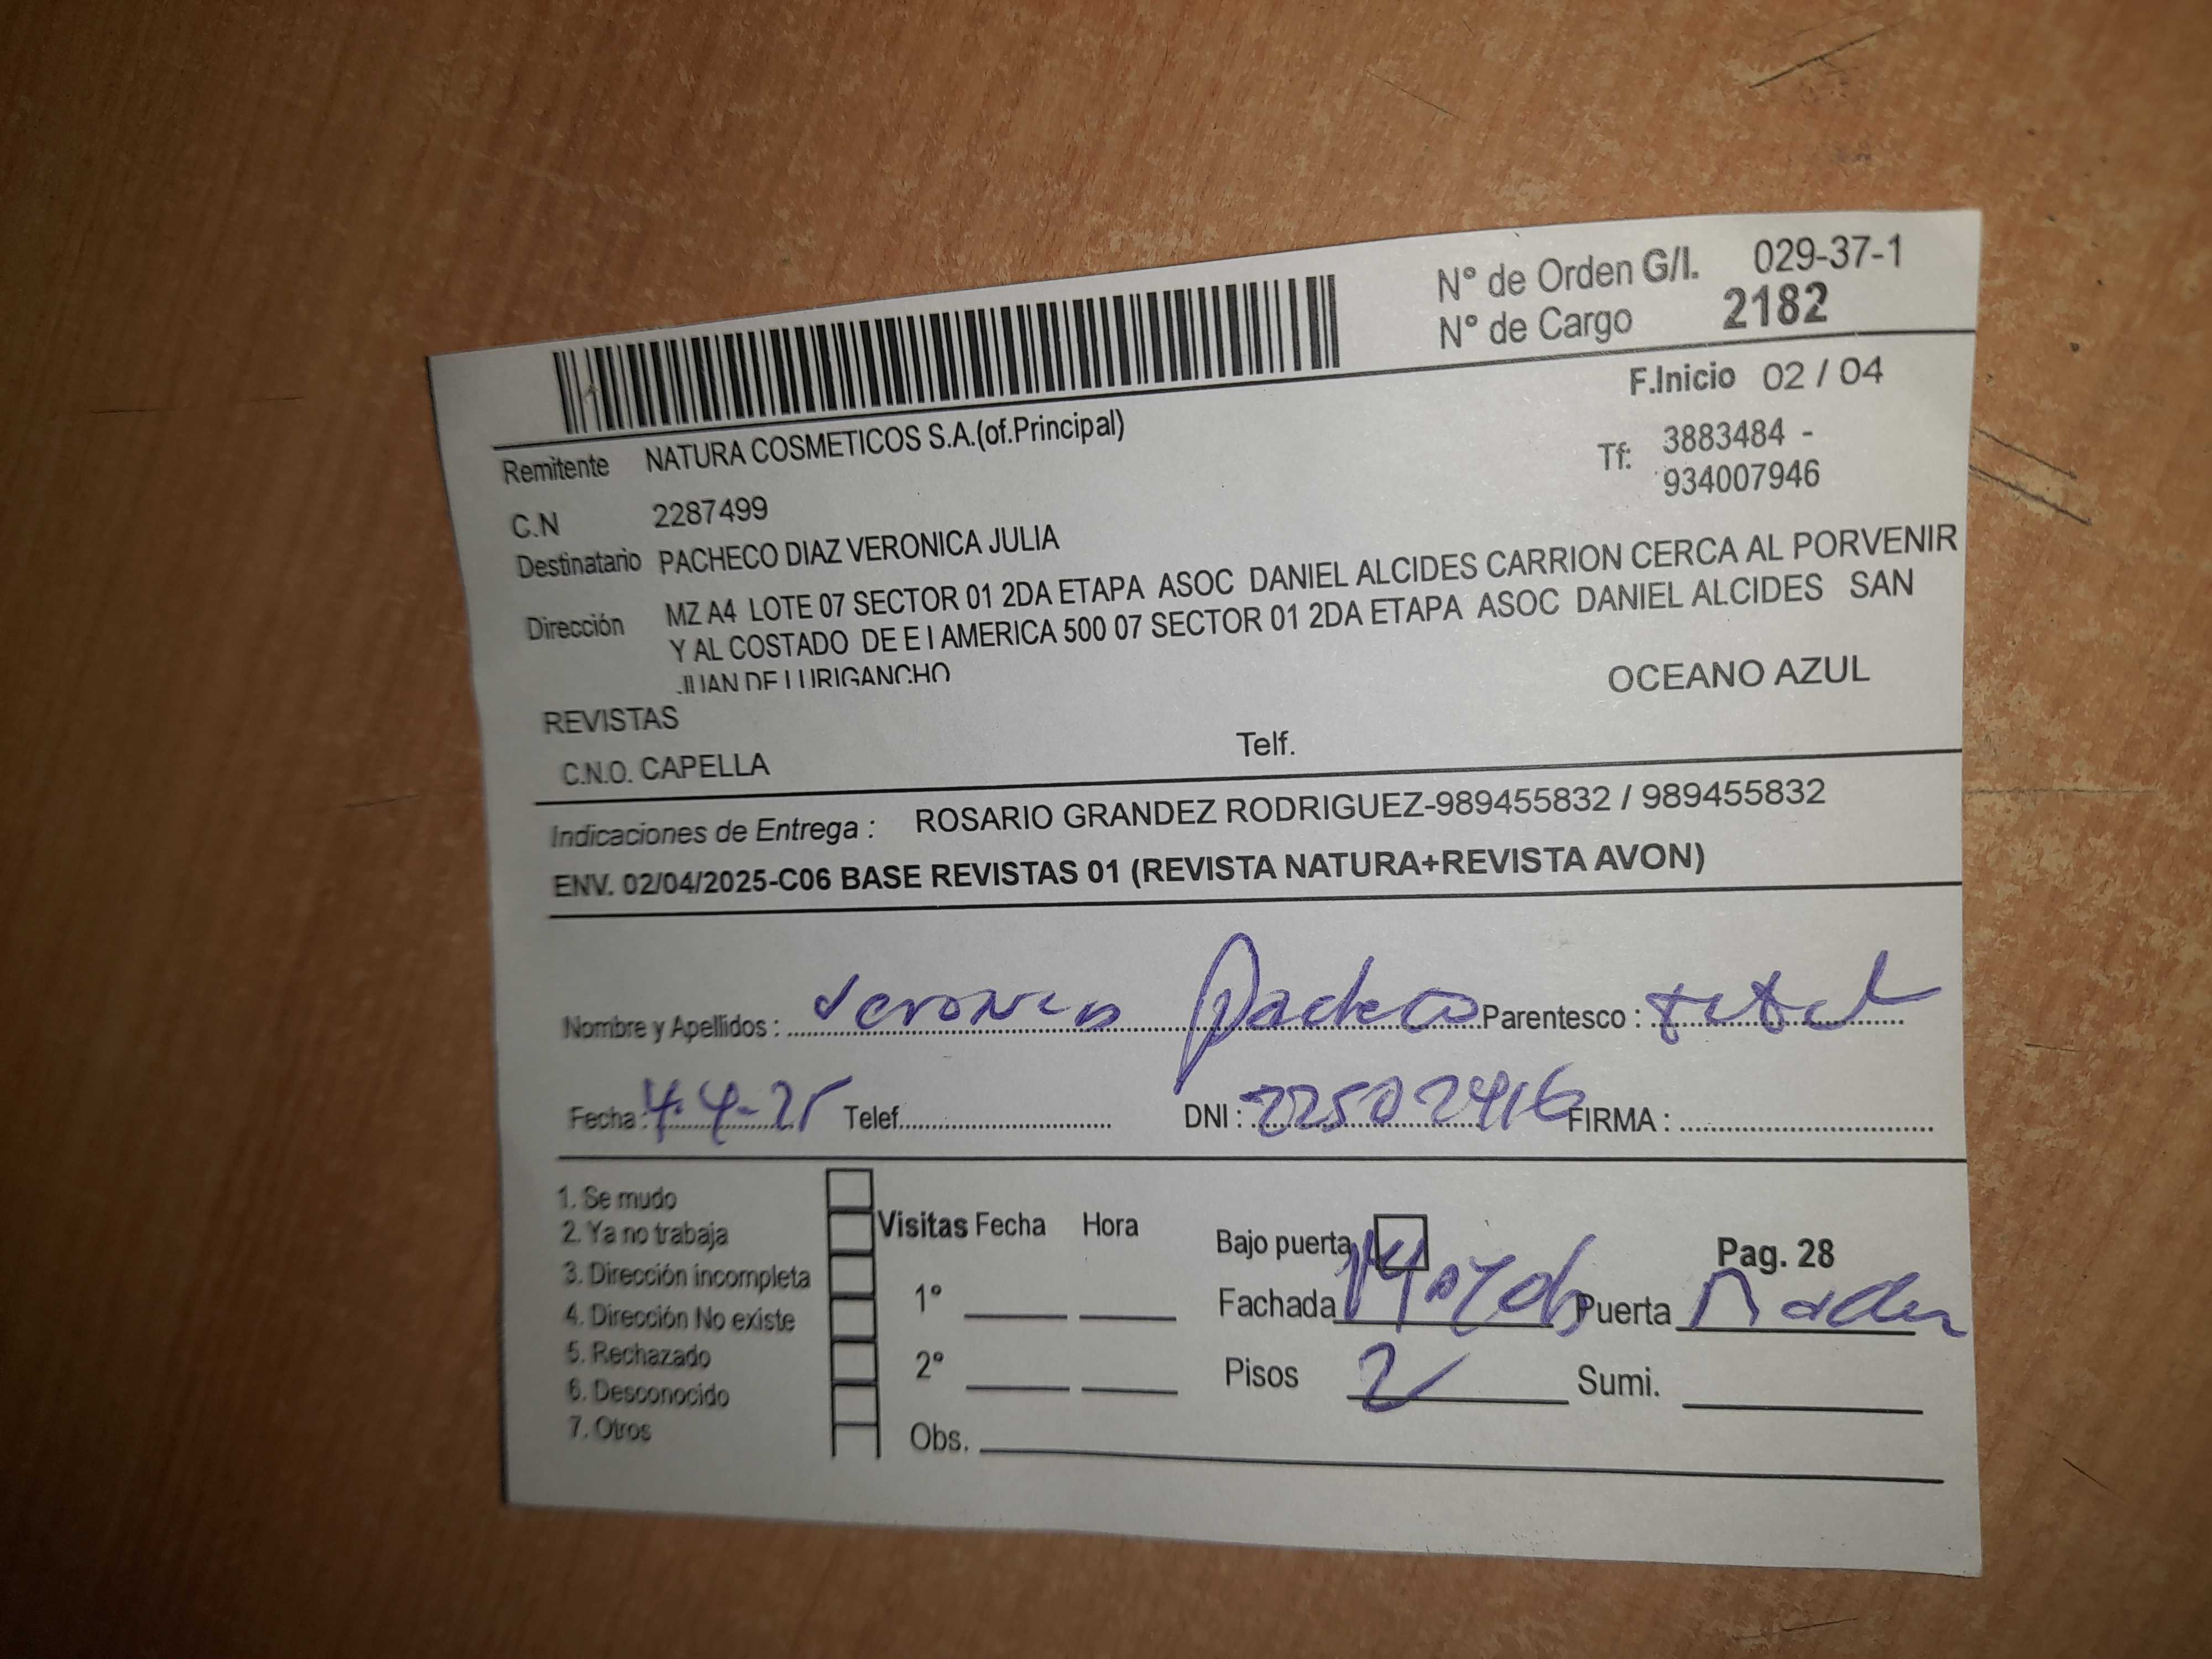 N° de Orden G/I. 029-37-1
N° de Cargo 2182
F.Inicio 02 / 04
Remitente NATURA COSMETICOS S.A.(of.Principal)
Tf: 3883484 -
934007946
C.N 2287499
Destinatario PACHECO DIAZ VERONICA JULIA
Dirección MZ A4 LOTE 07 SECTOR 01 2DA ETAPA ASOC DANIEL ALCIDES CARRION CERCA AL PORVENIR
Y AL COSTADO DE E I AMERICA 500 07 SECTOR 01 2DA ETAPA ASOC DANIEL ALCIDES SAN
JUAN DE LURIGANCHO
OCEANO AZUL
REVISTAS
C.N.O. CAPELLA Telf.
Indicaciones de Entrega : ROSARIO GRANDEZ RODRIGUEZ-989455832 / 989455832
ENV. 02/04/2025-C06 BASE REVISTAS 01 (REVISTA NATURA+REVISTA AVON)
Nombre y Apellidos : Veronica Pacheco Parentesco :
Fecha : 4-4-25 Telef. DNI : FIRMA :
1. Se mudo
2. Ya no trabaja
3. Dirección incompleta
4. Dirección No existe
5. Rechazado
6. Desconocido
7. Otros
Visitas Fecha Hora
1°
2°
Obs.
Bajo puerta Pag. 28
Fachada Puerta
Pisos 2 Sumi.